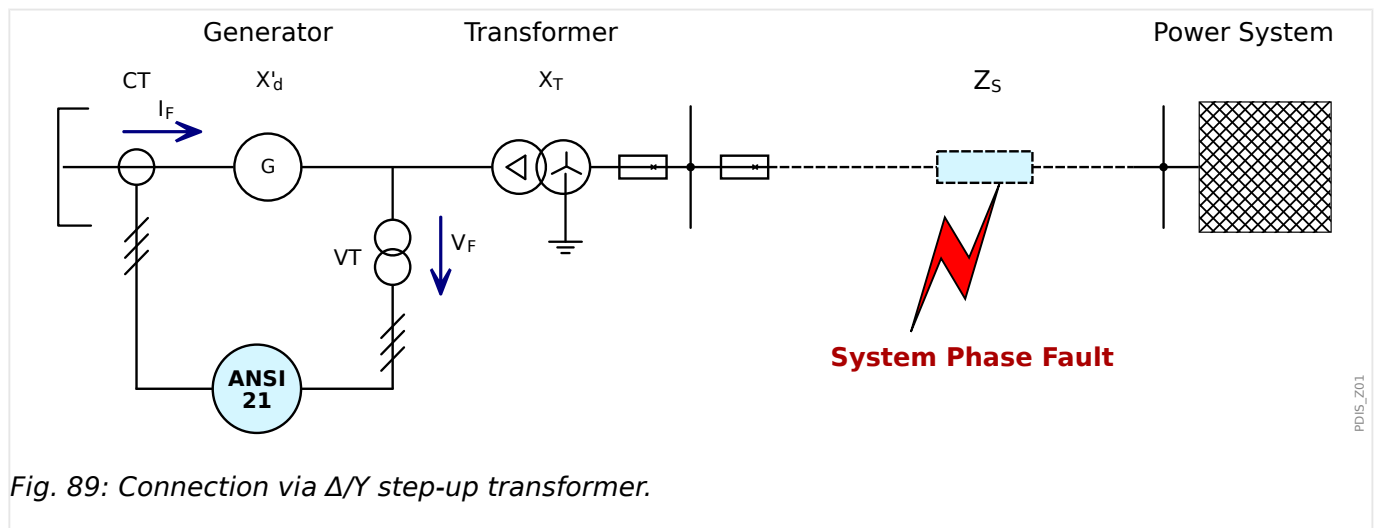 Generator
Transformer
Power System
CT
X'd
XT
ZS
IF
G
VT
VF
ANSI
21
System Phase Fault
PDIS_Z01
Fig. 89: Connection via Δ/Y step-up transformer.